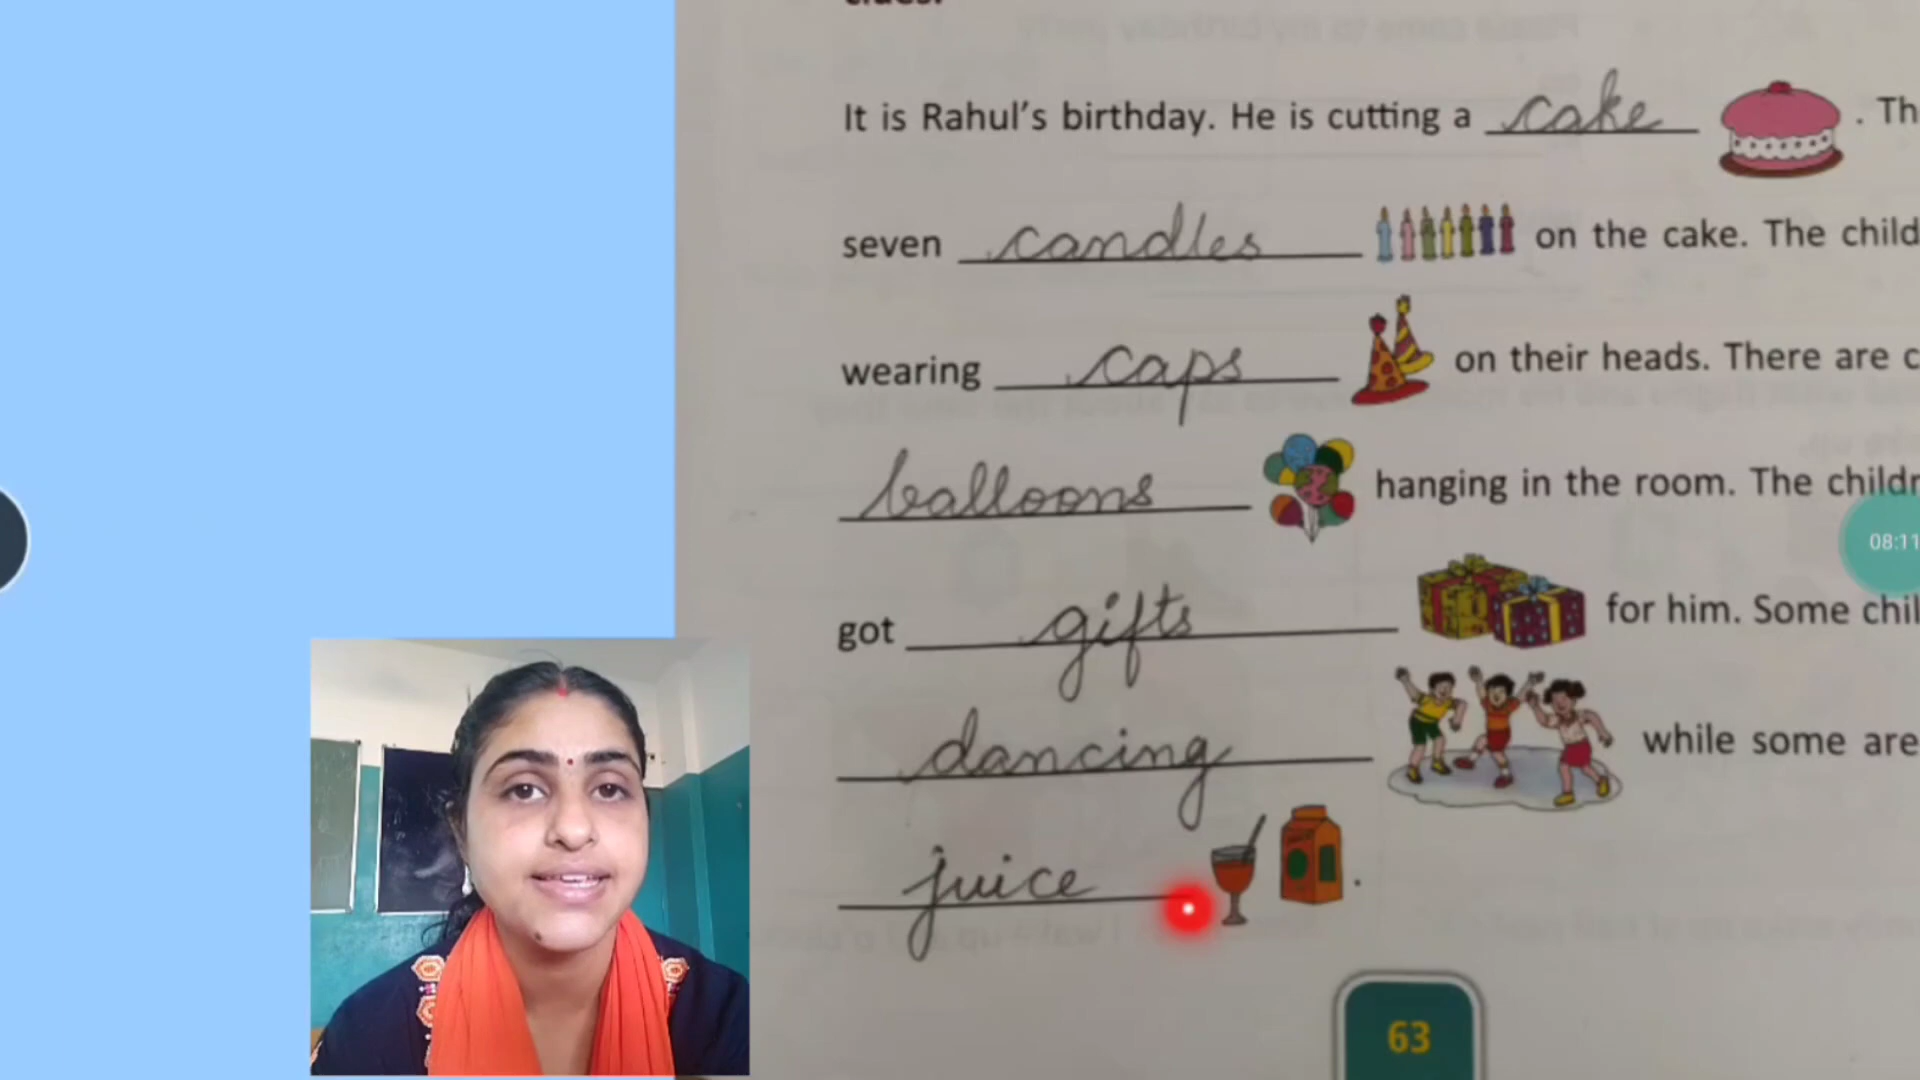 clues.
It is Rahul's birthday. He is cutting a cake . Th
seven candles on the cake. The child
wearing caps on their heads. There are c
balloons hanging in the room. The childr
got gifts for him. Some chil
dancing while some are
juice .
08:11
63